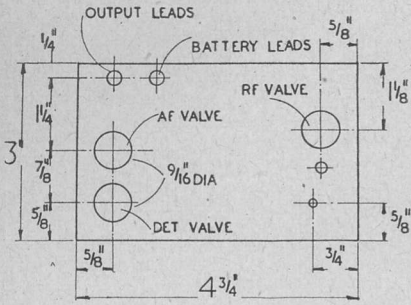 OUTPUT LEADS
BATTERY LEADS
5/8"
1/4"
RF VALVE
1 1/8"
1 1/4"
AF VALVE
3"
7/8"
9/16" DIA
5/8"
DET VALVE
5/8"
5/8"
3/4"
4 3/4"